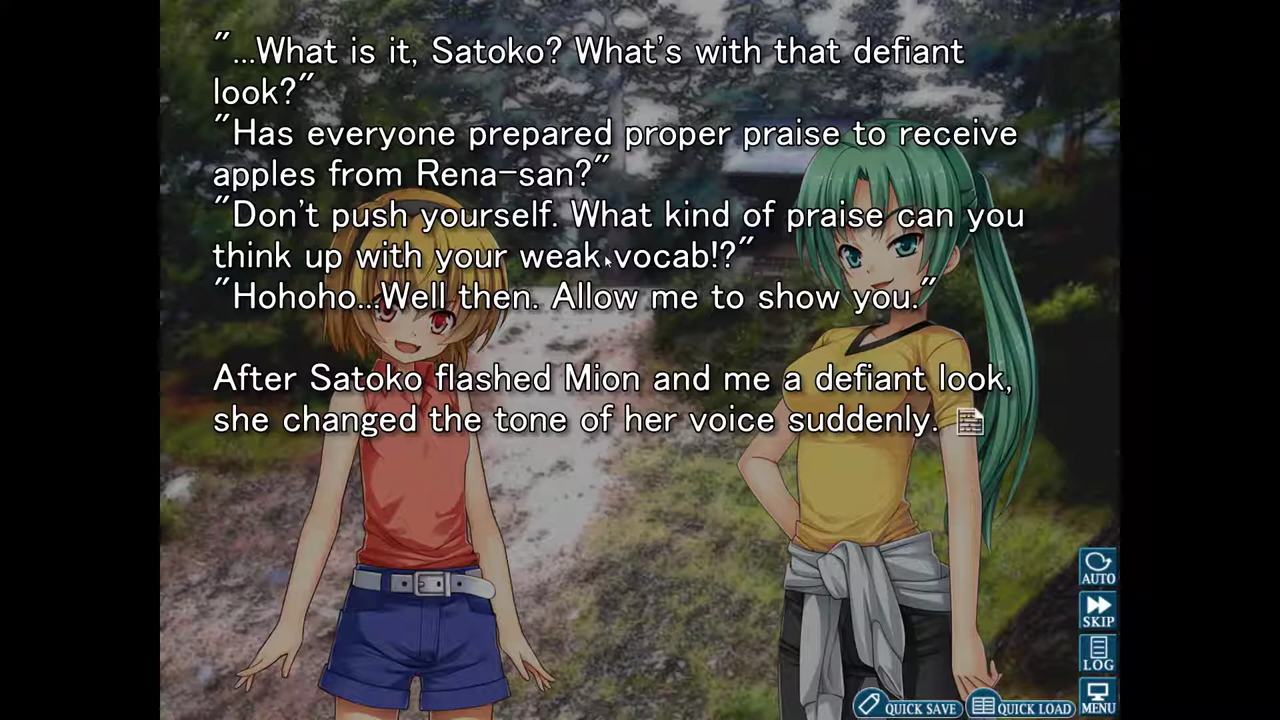 "...What is it, Satoko? What's with that defiant
look?"
"Has everyone prepared proper praise to receive
apples from Rena-san?"
"Don't push yourself. What kind of praise can you
think up with your weak vocab!?"
"Hohoho...Well then. Allow me to show you."
After Satoko flashed Mion and me a defiant look,
she changed the tone of her voice suddenly.
AUTO
SKIP
LOG
MENU
QUICK SAVE
QUICK LOAD